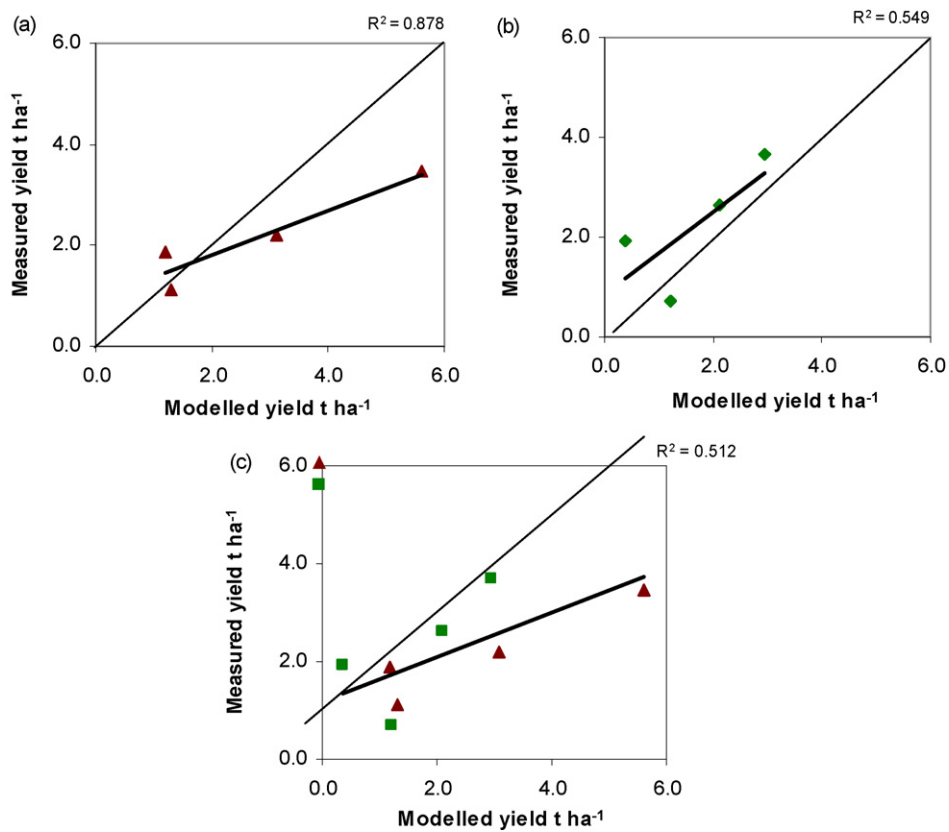 (a)
R² = 0.878
6.0
4.0
2.0
0.0
Measured yield t ha⁻¹
0.0 2.0 4.0 6.0
Modelled yield t ha⁻¹
(b)
R² = 0.549
6.0
4.0
2.0
0.0
Measured yield t ha⁻¹
0.0 2.0 4.0 6.0
Modelled yield t ha⁻¹
(c)
R² = 0.512
6.0
4.0
2.0
0.0
Measured yield t ha⁻¹
0.0 2.0 4.0 6.0
Modelled yield t ha⁻¹